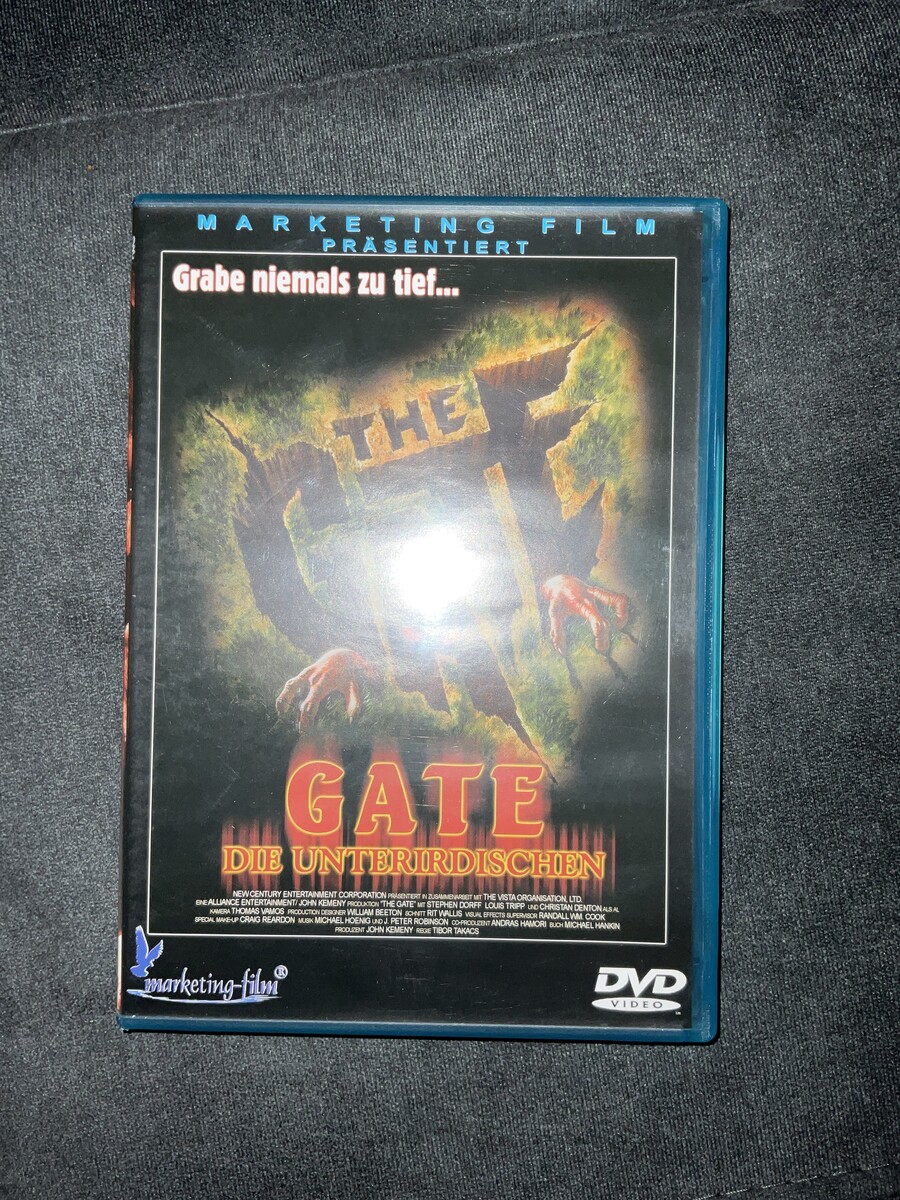 MARKETING FILM
PRÄSENTIERT
Grabe niemals zu tief...
THE
GATE
DIE UNTERIRDISCHEN
NEW CENTURY ENTERTAINMENT CORPORATION PRÄSENTIERT IN ZUSAMMENARBEIT MIT THE VISTA ORGANISATION, LTD.
EINE ALLIANCE ENTERTAINMENT/ JOHN KEMENY PRODUKTION "THE GATE" MIT STEPHEN DORFF LOUIS TRIPP UND CHRISTAN DENTON ALS AL
KAMERA THOMAS VAMOS PRODUCTION DESIGNER WILLIAM BEETON SCHNITT RIT WALLIS VISUAL EFFECTS SUPERVISOR RANDALL WM. COOK
SPECIAL MAKE-UP CRAIG REARDON MUSIK MICHAEL HOENIG UND J. PETER ROBINSON CO-PRODUZENT ANDRAS HAMORI BUCH MICHAEL HANKIN
PRODUZENT JOHN KEMENY REGIE TIBOR TAKACS
marketing-film®
DVD
VIDEO